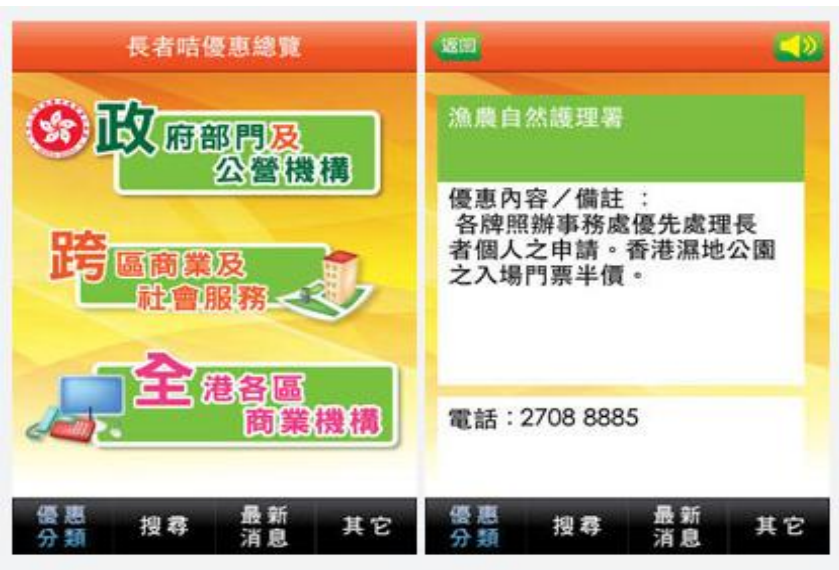 長者咭優惠總覽
政府部門及
公營機構
跨區商業及
社會服務
全港各區
商業機構
優惠
分類
搜尋
最新
消息
其它
返回
漁農自然護理署
優惠內容／備註 ：
各牌照辦事務處優先處理長
者個人之申請。香港濕地公園
之入場門票半價。
電話：2708 8885
優惠
分類
搜尋
最新
消息
其它